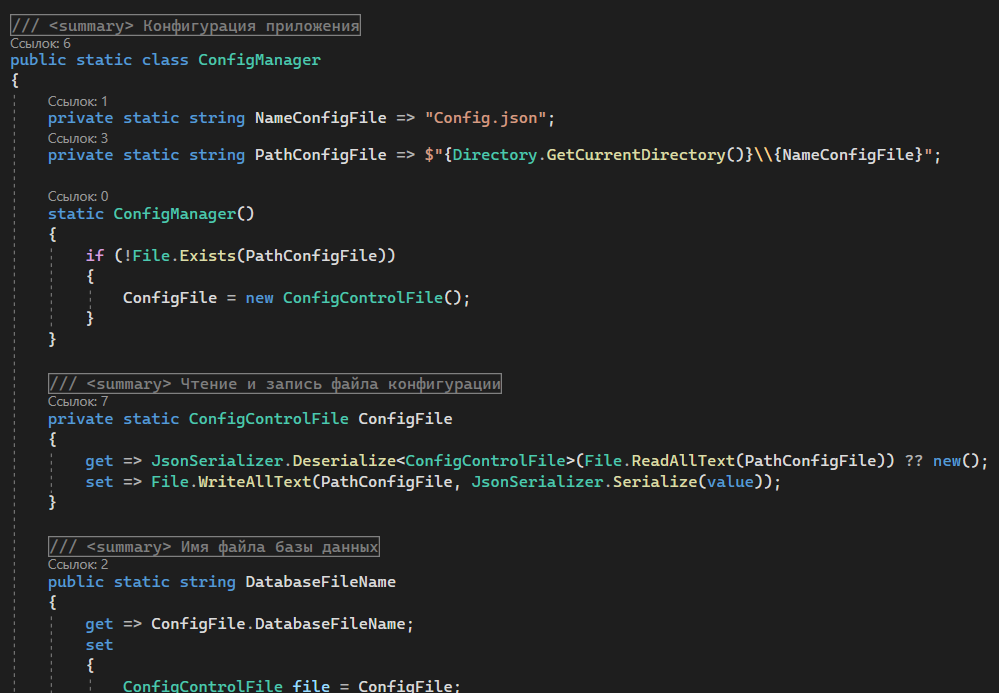 /// <summary> Конфигурация приложения
Ссылок: 6
public static class ConfigManager
{
Ссылок: 1
private static string NameConfigFile => "Config.json";
Ссылок: 3
private static string PathConfigFile => $"{Directory.GetCurrentDirectory()}\\{NameConfigFile}";
Ссылок: 0
static ConfigManager()
{
if (!File.Exists(PathConfigFile))
{
ConfigFile = new ConfigControlFile();
}
}
/// <summary> Чтение и запись файла конфигурации
Ссылок: 7
private static ConfigControlFile ConfigFile
{
get => JsonSerializer.Deserialize<ConfigControlFile>(File.ReadAllText(PathConfigFile)) ?? new();
set => File.WriteAllText(PathConfigFile, JsonSerializer.Serialize(value));
}
/// <summary> Имя файла базы данных
Ссылок: 2
public static string DatabaseFileName
{
get => ConfigFile.DatabaseFileName;
set
{
ConfigControlFile file = ConfigFile;